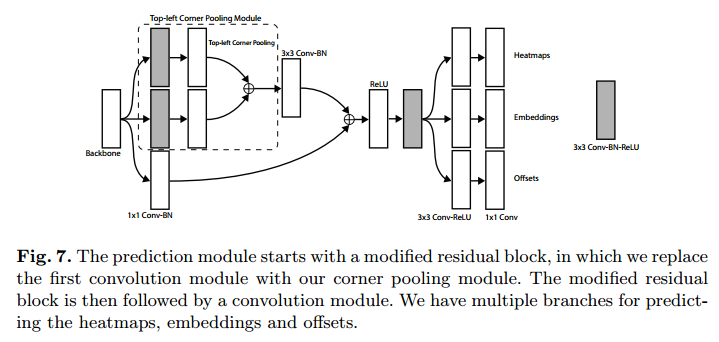 Top-left Corner Pooling Module
Top-left Corner Pooling
3x3 Conv-BN
Backbone
1x1 Conv-BN
ReLU
3x3 Conv-ReLU
1x1 Conv
Heatmaps
Embeddings
Offsets
3x3 Conv-BN-ReLU
Fig. 7. The prediction module starts with a modified residual block, in which we replace
the first convolution module with our corner pooling module. The modified residual
block is then followed by a convolution module. We have multiple branches for predict-
ing the heatmaps, embeddings and offsets.